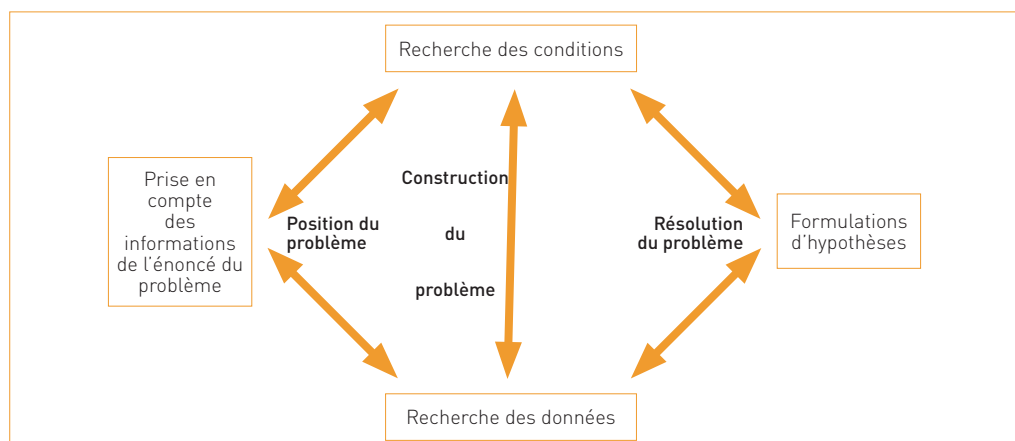 Recherche des conditions
Prise en
compte
des
informations
de l'énoncé du
problème
Position du
problème
Construction
du
problème
Résolution
du problème
Formulations
d'hypothèses
Recherche des données